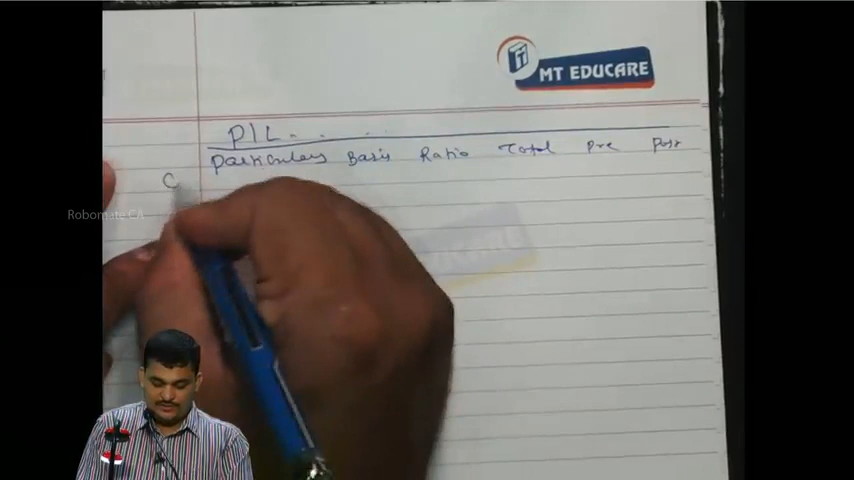 MT EDUCARE
P/L - - - -
Particulars Basis Ratio Total Pre Post
C
Robomate CA